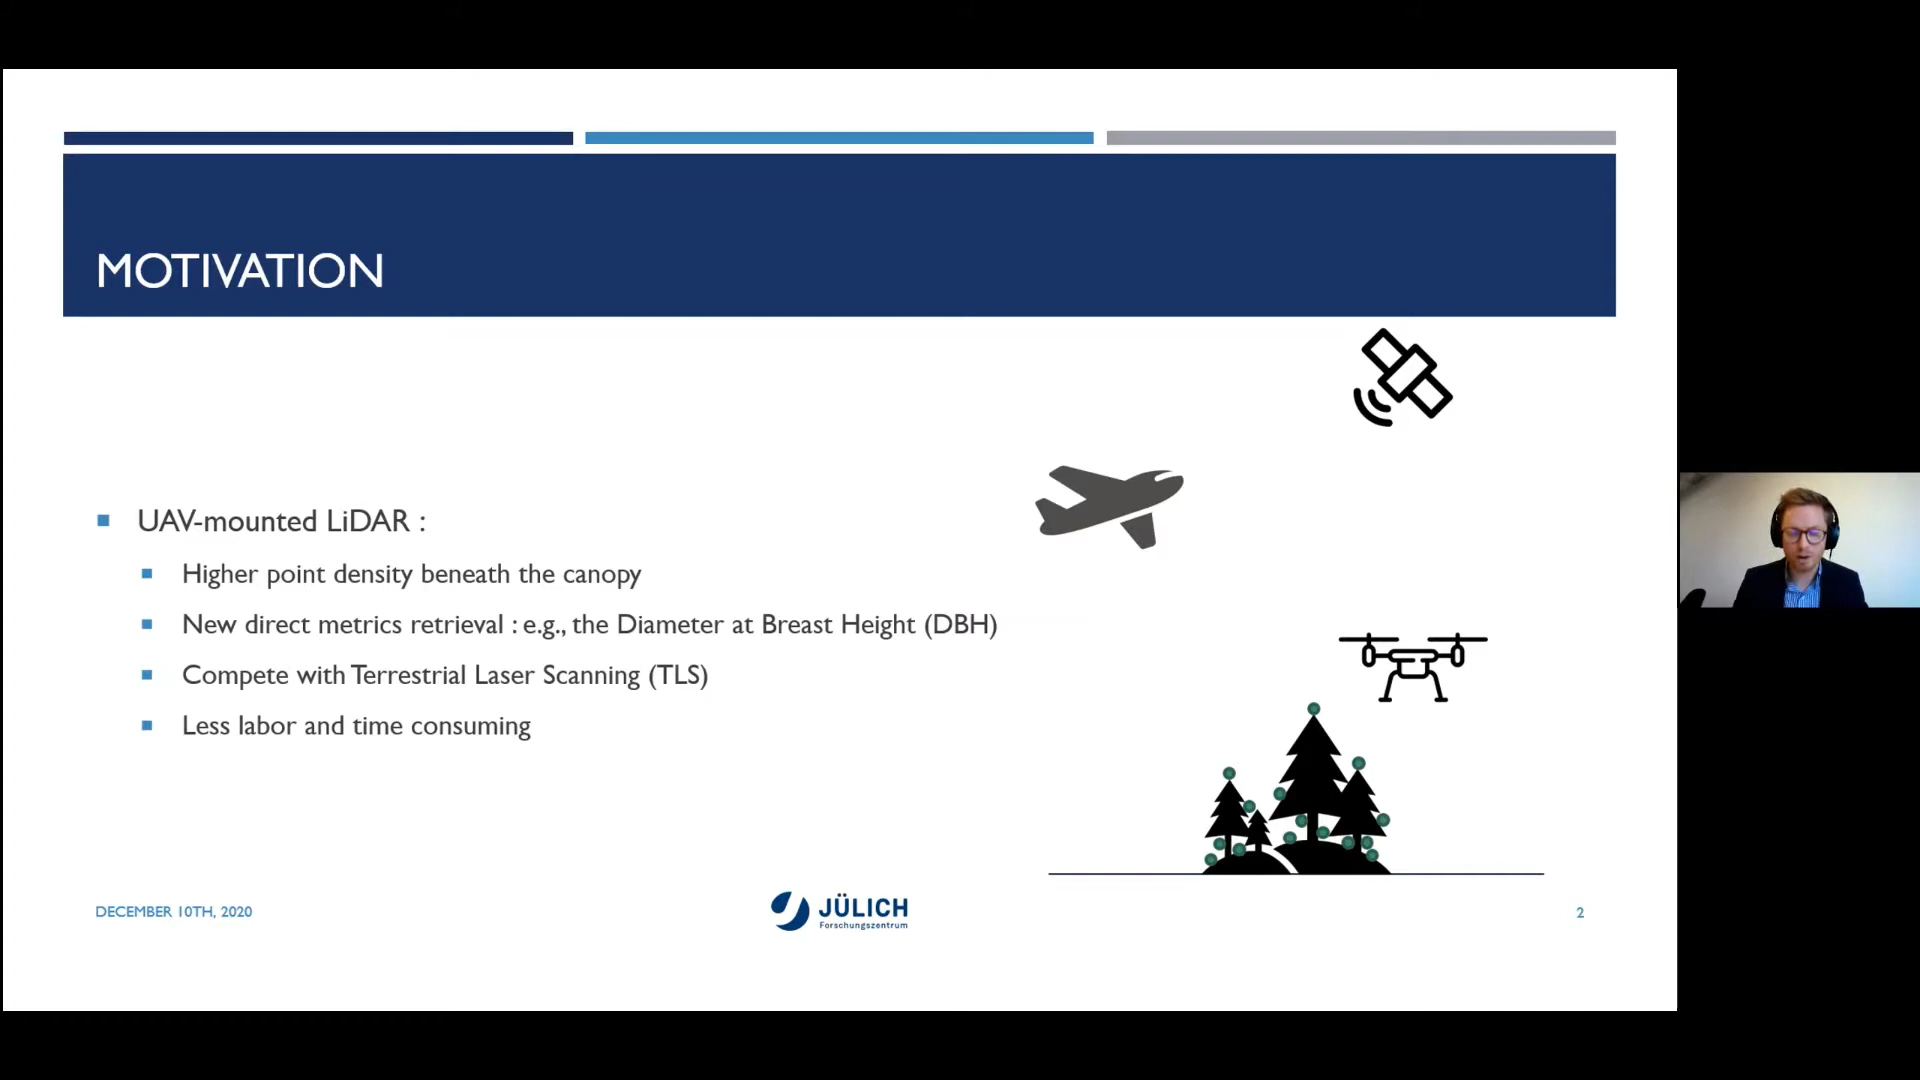 MOTIVATION
UAV-mounted LiDAR :
Higher point density beneath the canopy
New direct metrics retrieval : e.g., the Diameter at Breast Height (DBH)
Compete with Terrestrial Laser Scanning (TLS)
Less labor and time consuming
DECEMBER 10TH, 2020
JÜLICH
Forschungszentrum
2